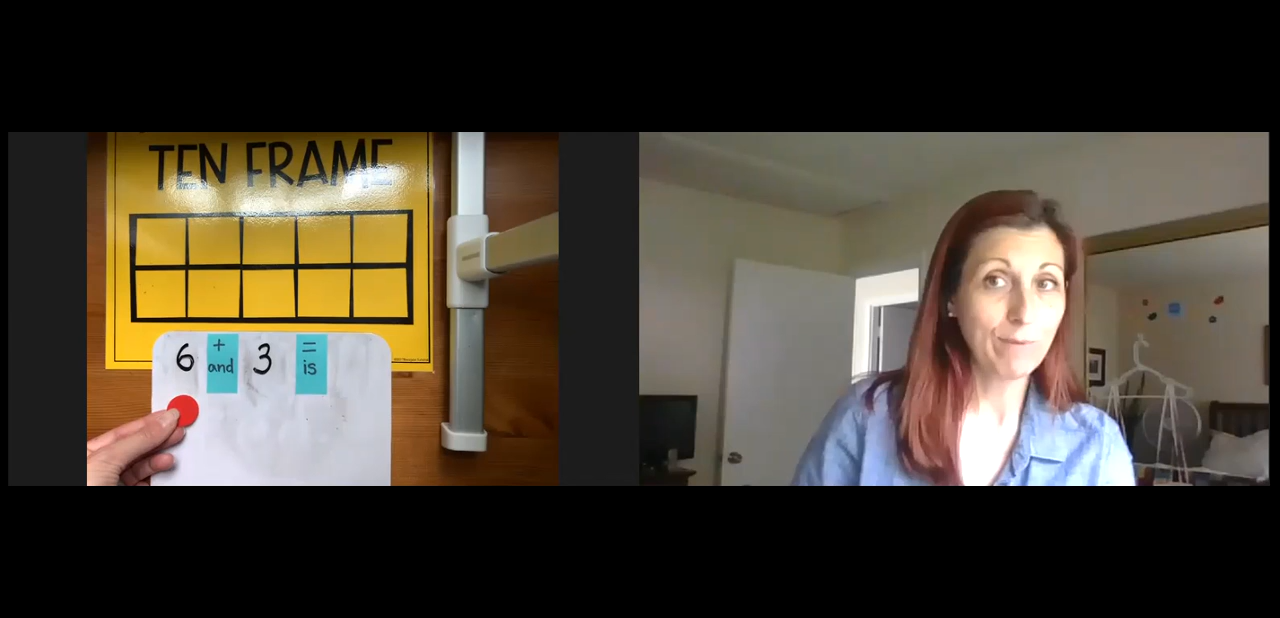 TEN FRAME
6 + and 3 = is